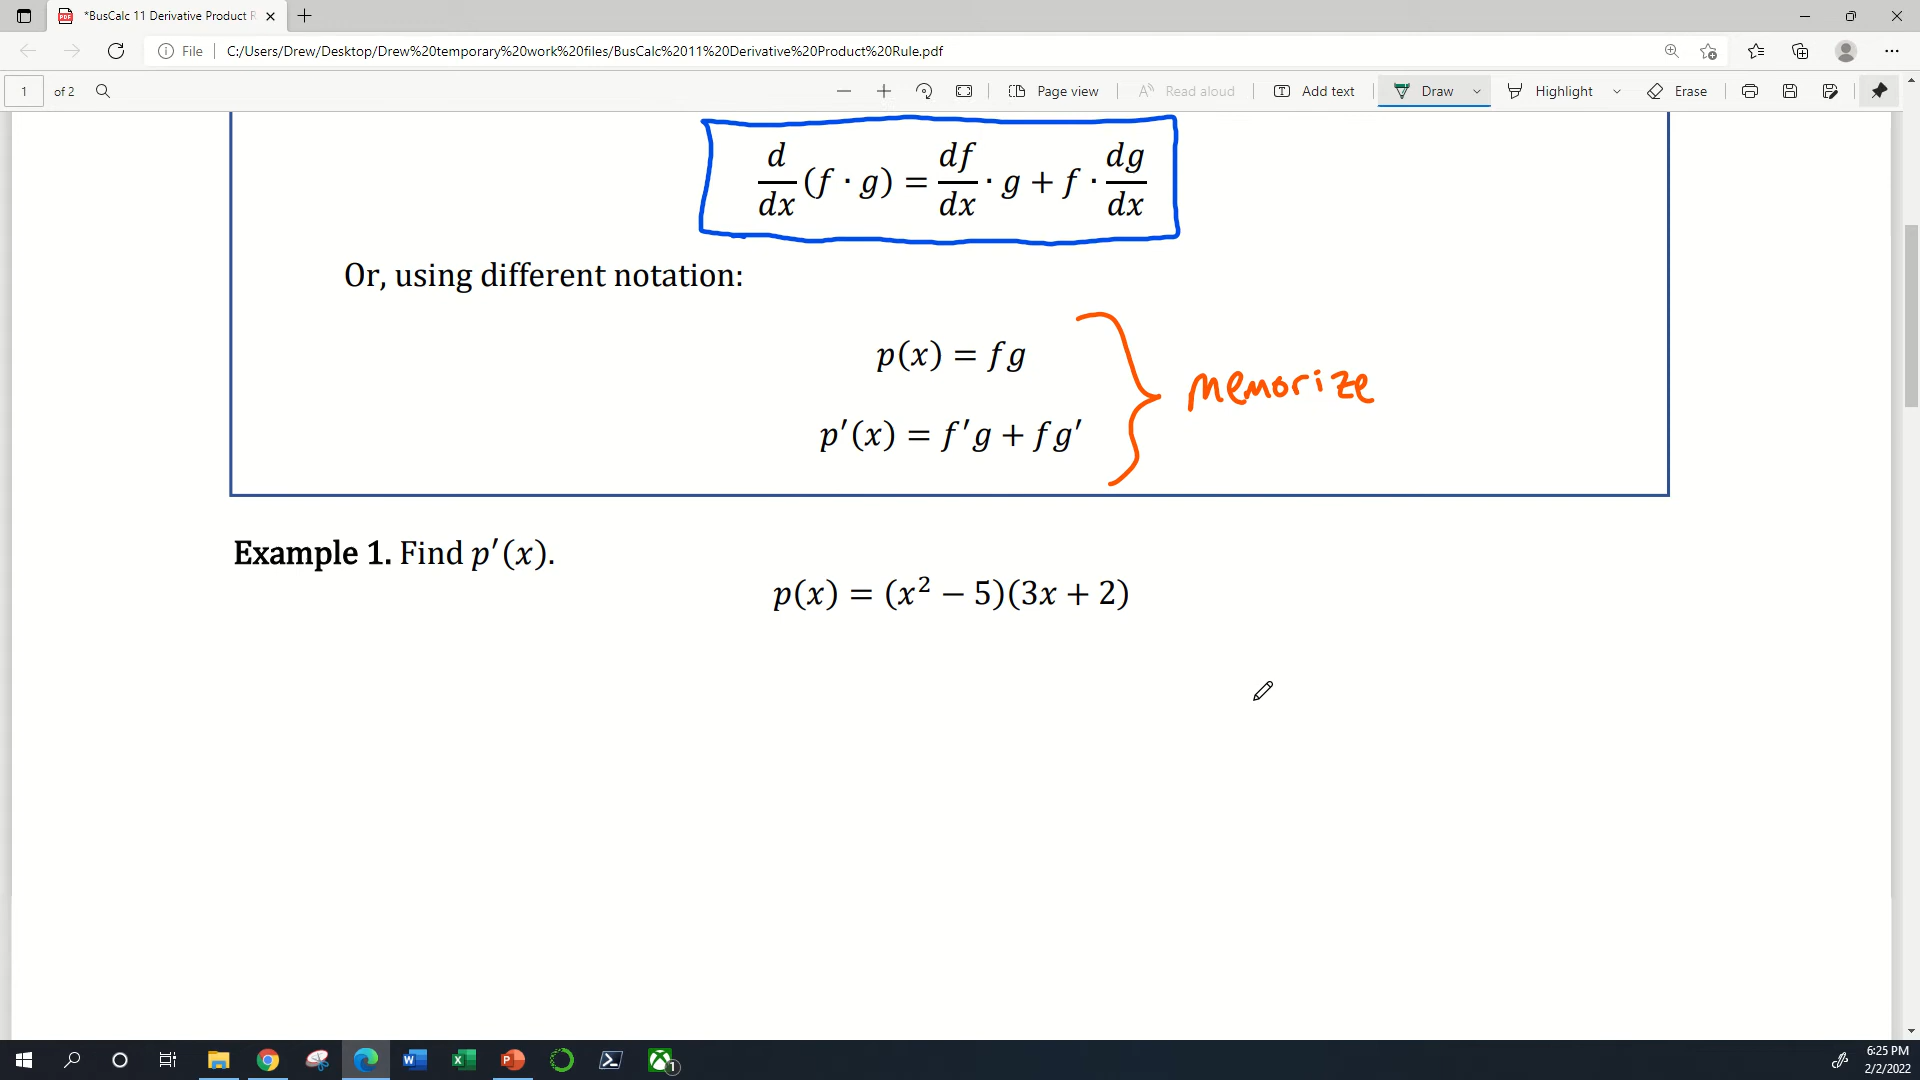 *BusCalc 11 Derivative Product R
File
C:/Users/Drew/Desktop/Drew%20temporary%20work%20files/BusCalc%2011%20Derivative%20Product%20Rule.pdf
1 of 2 Page view Read aloud Add text Draw Highlight Erase
d/dx (f · g) = df/dx · g + f · dg/dx
Or, using different notation:
p(x) = fg
memorize
p′(x) = f′g + fg′
Example 1. Find p′(x).
p(x) = (x² − 5)(3x + 2)
1
6:25 PM
2/2/2022